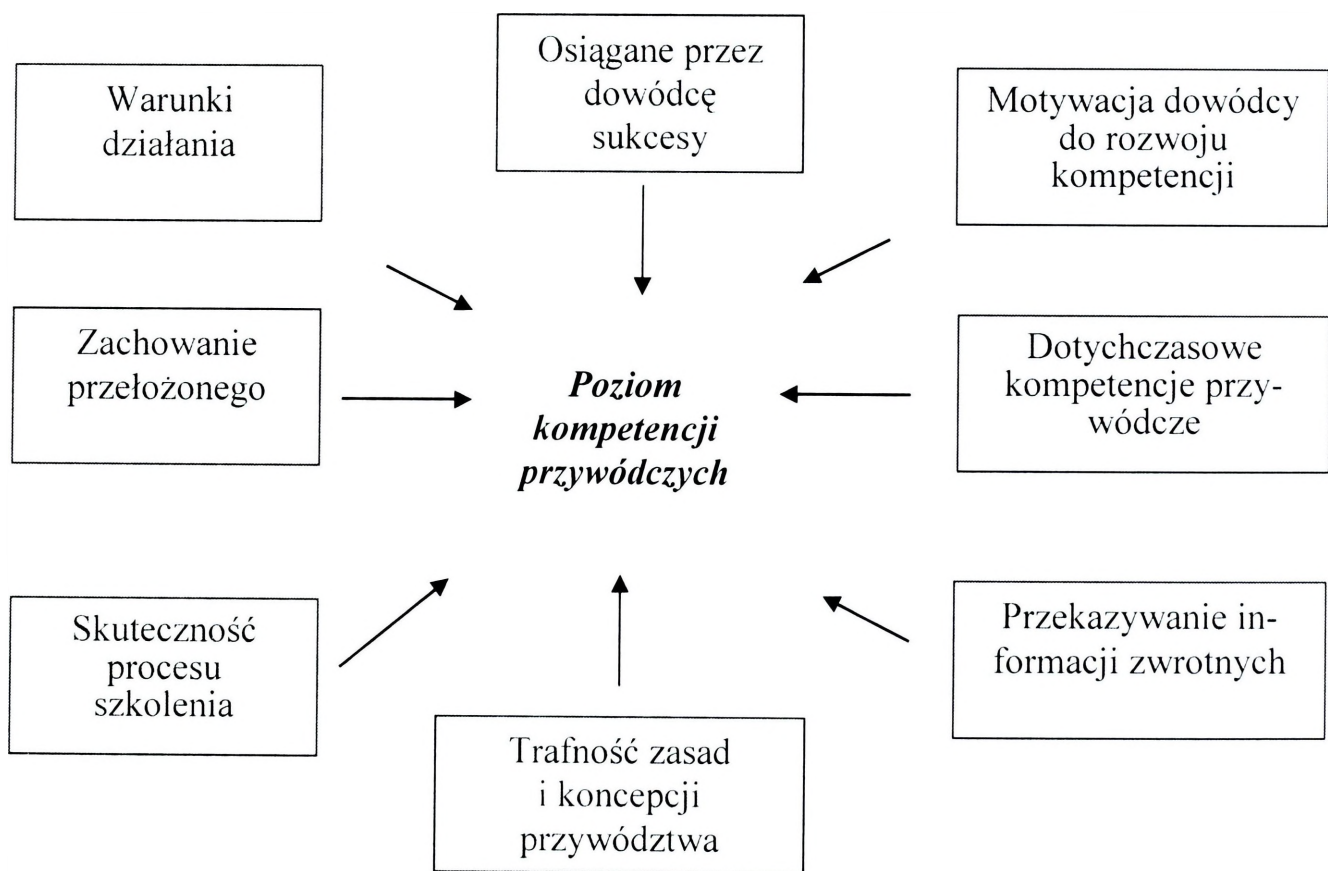 Osiągane przez
dowódcę
sukcesy
Warunki
działania
Motywacja dowódcy
do rozwoju
kompetencji
Zachowanie
przełożonego
Poziom
kompetencji
przywódczych
Dotychczasowe
kompetencje przy-
wódcze
Skuteczność
procesu
szkolenia
Trafność zasad
i koncepcji
przywództwa
Przekazywanie in-
formacji zwrotnych